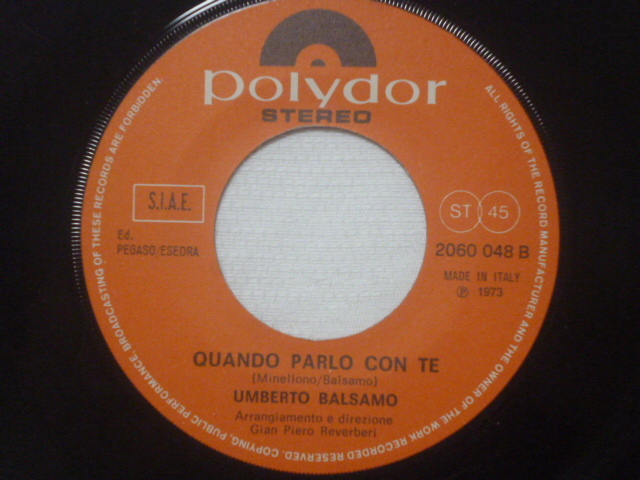 polydor
STEREO
S.I.A.E.
ST 45
Ed.
PEGASO/ESEDRA
2060 048 B
MADE IN ITALY
Ⓟ 1973
QUANDO PARLO CON TE
(Minellono/Balsamo)
UMBERTO BALSAMO
Arrangiamento e direzione
Gian Piero Reverberi
ALL RIGHTS OF THE RECORD MANUFACTURER AND THE OWNER OF THE WORK RECORDED RESERVED. COPYING, PUBLIC PERFORMANCE, BROADCASTING OF THESE RECORDS ARE FORBIDDEN.